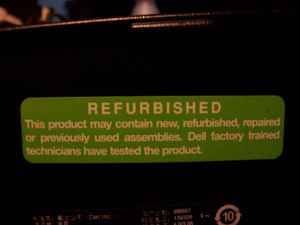 REFURBISHED
This product may contain new, refurbished, repaired
or previously used assemblies. Dell factory trained
technicians have tested the product.
10